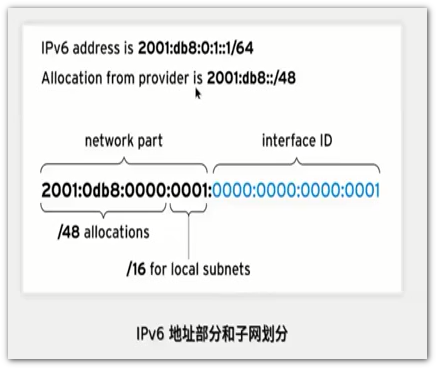 IPv6 address is 2001:db8:0:1::1/64
Allocation from provider is 2001:db8::/48
network part
interface ID
2001:0db8:0000:0001:0000:0000:0000:0001
/48 allocations
/16 for local subnets
IPv6 地址部分和子网划分